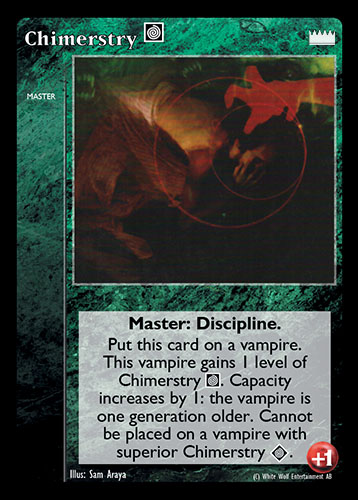 Chimerstry
MASTER
Master: Discipline.
Put this card on a vampire.
This vampire gains 1 level of
Chimerstry . Capacity
increases by 1: the vampire is
one generation older. Cannot
be placed on a vampire with
superior Chimerstry .
+1
Illus: Sam Araya
(C) White Wolf Entertainment AB